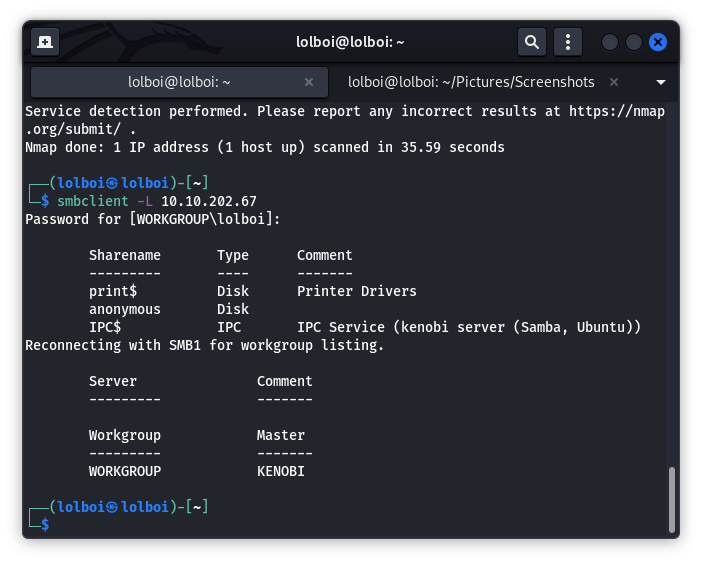 lolboi@lolboi: ~
lolboi@lolboi: ~ × lolboi@lolboi: ~/Pictures/Screenshots ×
Service detection performed. Please report any incorrect results at https://nmap
.org/submit/ .
Nmap done: 1 IP address (1 host up) scanned in 35.59 seconds
┌──(lolboi㉿lolboi)-[~]
└─$ smbclient -L 10.10.202.67
Password for [WORKGROUP\lolboi]:
Sharename       Type      Comment
---------       ----      -------
print$          Disk      Printer Drivers
anonymous       Disk
IPC$            IPC       IPC Service (kenobi server (Samba, Ubuntu))
Reconnecting with SMB1 for workgroup listing.
Server               Comment
---------            -------
Workgroup            Master
---------            -------
WORKGROUP            KENOBI
┌──(lolboi㉿lolboi)-[~]
└─$